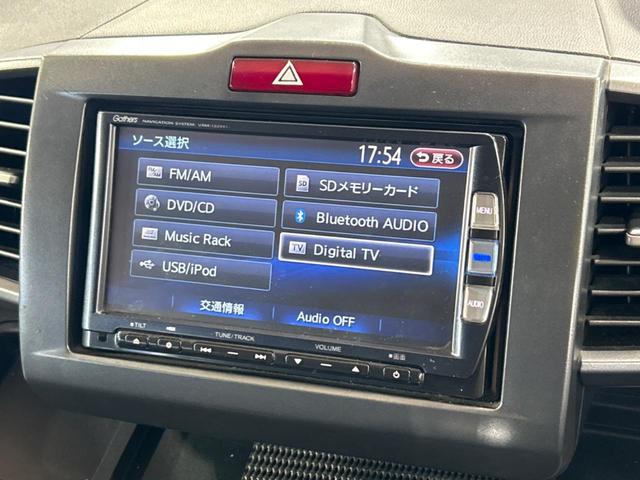 Gathers NAVIGATION SYSTEM
ソース選択
17:54
戻る
FM/AM
SD
SDメモリーカード
DVD/CD
Bluetooth AUDIO
MENU
Music Rack
TV
Digital TV
USB/iPod
AUDIO
交通情報
Audio OFF
TILT
TUNE/TRACK
VOLUME